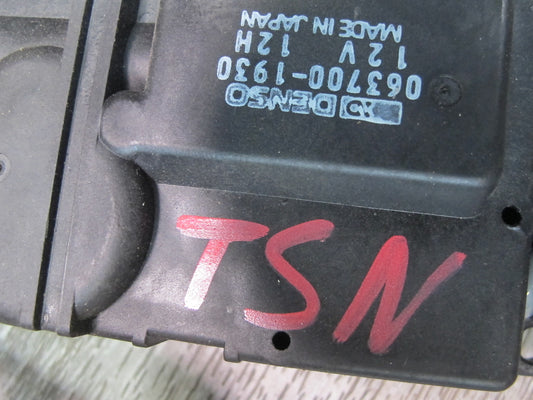 DENSO
063700-1930
12V 12H
MADE IN JAPAN
TSN